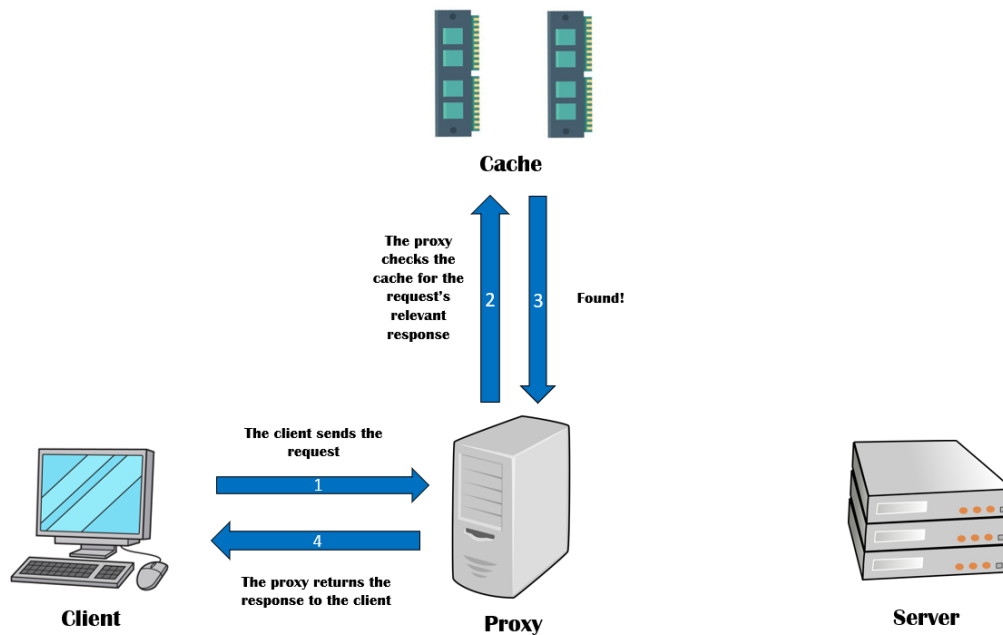 Cache
The proxy
checks the
cache for the
request's
relevant
response
2
3
Found!
The client sends the
request
1
4
The proxy returns the
response to the client
Client
Proxy
Server